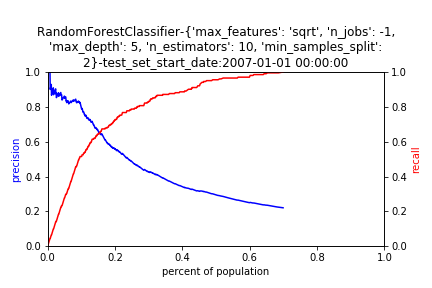 RandomForestClassifier-{'max_features': 'sqrt', 'n_jobs': -1,
'max_depth': 5, 'n_estimators': 10, 'min_samples_split':
2}-test_set_start_date:2007-01-01 00:00:00
1.0
0.8
0.6
0.4
0.2
0.0
precision
1.0
0.8
0.6
0.4
0.2
0.0
recall
0.0 0.2 0.4 0.6 0.8 1.0
percent of population